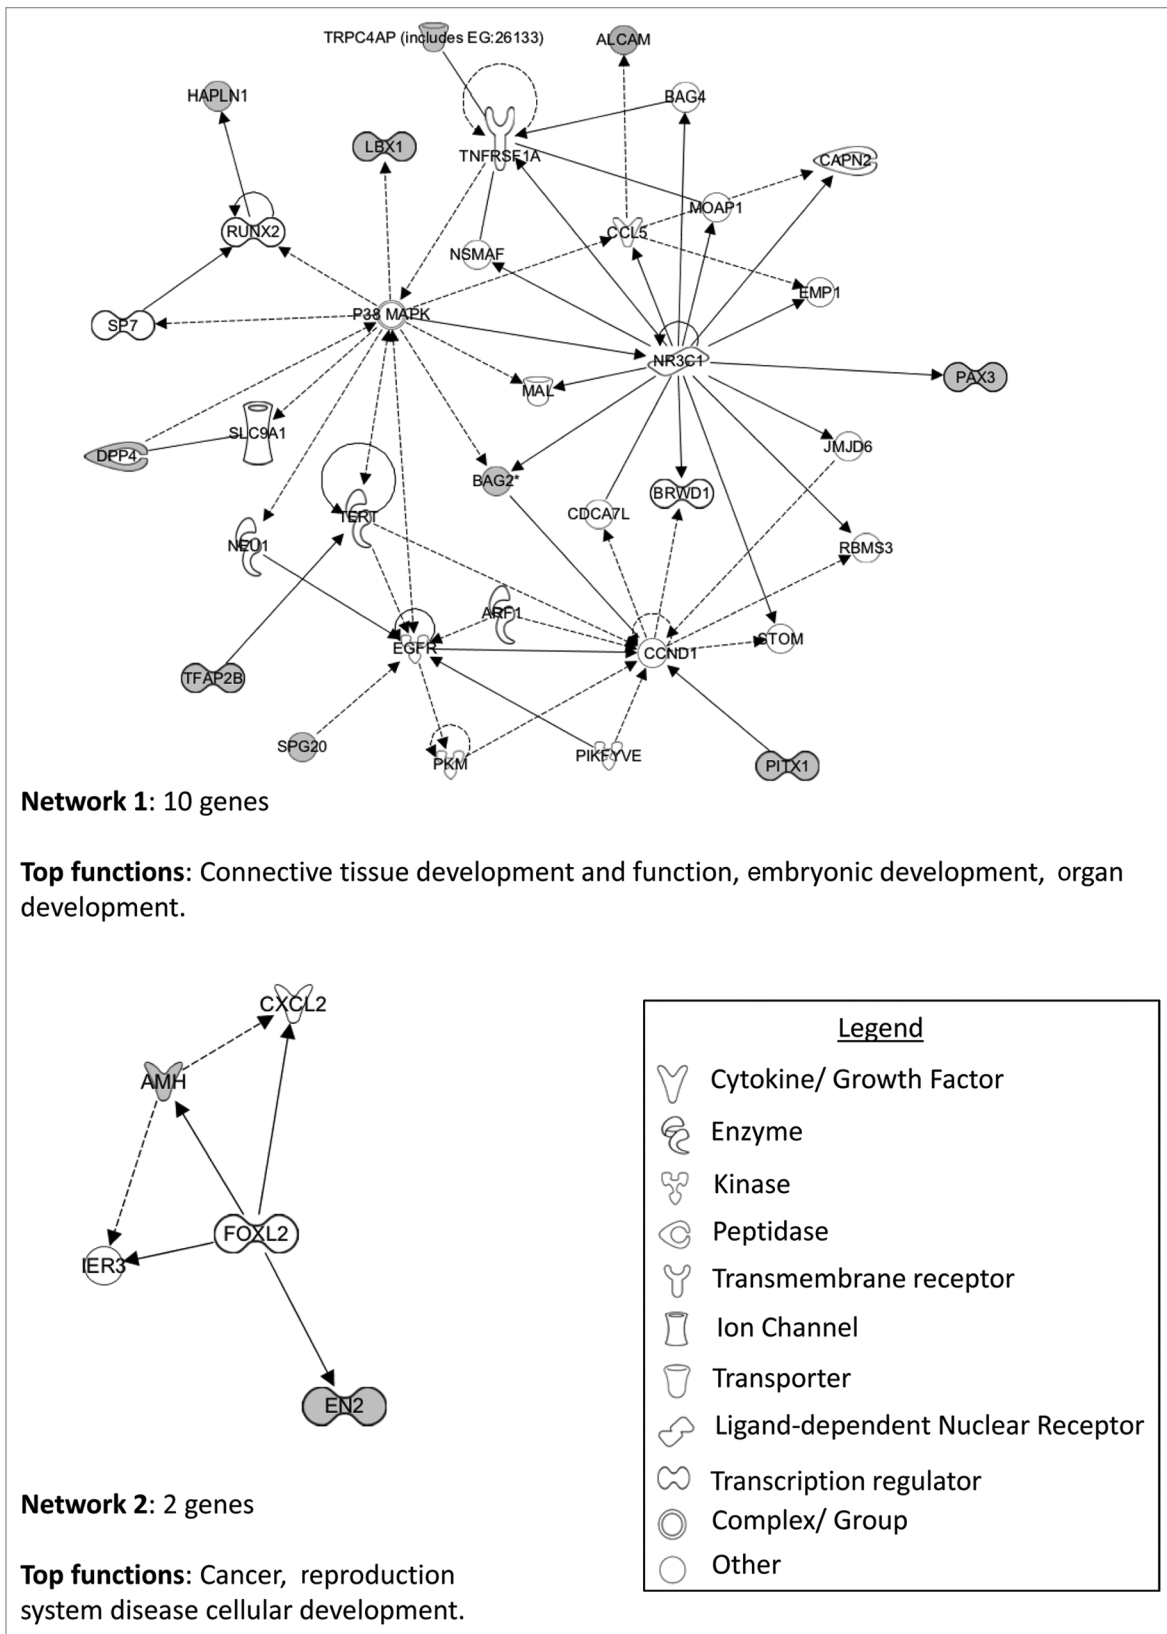 TRPC4AP (includes EG:26133)
ALCAM
HAPLN1
BAG4
LBX1
TNFRSF1A
CAPN2
MOAP1
RUNX2
CCL5
NSMAF
EMP1
P38 MAPK
SP7
NR3C1
PAX3
MAL
SLC9A1
JMJD6
DPP4
BAG2*
BRWD1
CDCA7L
TERT
NEU1
RBMS3
ARF1
STOM
EGFR
CCND1
TFAP2B
SPG20
PKM
PIKFYVE
PITX1
Network 1: 10 genes
Top functions: Connective tissue development and function, embryonic development, organ
development.
CXCL2
AMH
FOXL2
IER3
EN2
Network 2: 2 genes
Top functions: Cancer, reproduction
system disease cellular development.
Legend
Cytokine/ Growth Factor
Enzyme
Kinase
Peptidase
Transmembrane receptor
Ion Channel
Transporter
Ligand-dependent Nuclear Receptor
Transcription regulator
Complex/ Group
Other